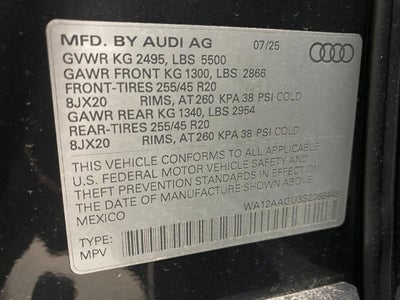 MFD. BY AUDI AG 07/25
GVWR KG 2495, LBS 5500
GAWR FRONT KG 1300, LBS 2866
FRONT-TIRES 255/45 R20
8JX20 RIMS, AT 260 KPA 38 PSI COLD
GAWR REAR KG 1340, LBS 2954
REAR-TIRES 255/45 R20
8JX20 RIMS, AT 260 KPA 38 PSI COLD
THIS VEHICLE CONFORMS TO ALL APPLICABLE
U.S. FEDERAL MOTOR VEHICLE SAFETY AND
THEFT PREVENTION STANDARDS IN EFFECT ON
DATE OF MANUFACTURE SHOWN ABOVE. MADE IN
MEXICO
TYPE:
MPV